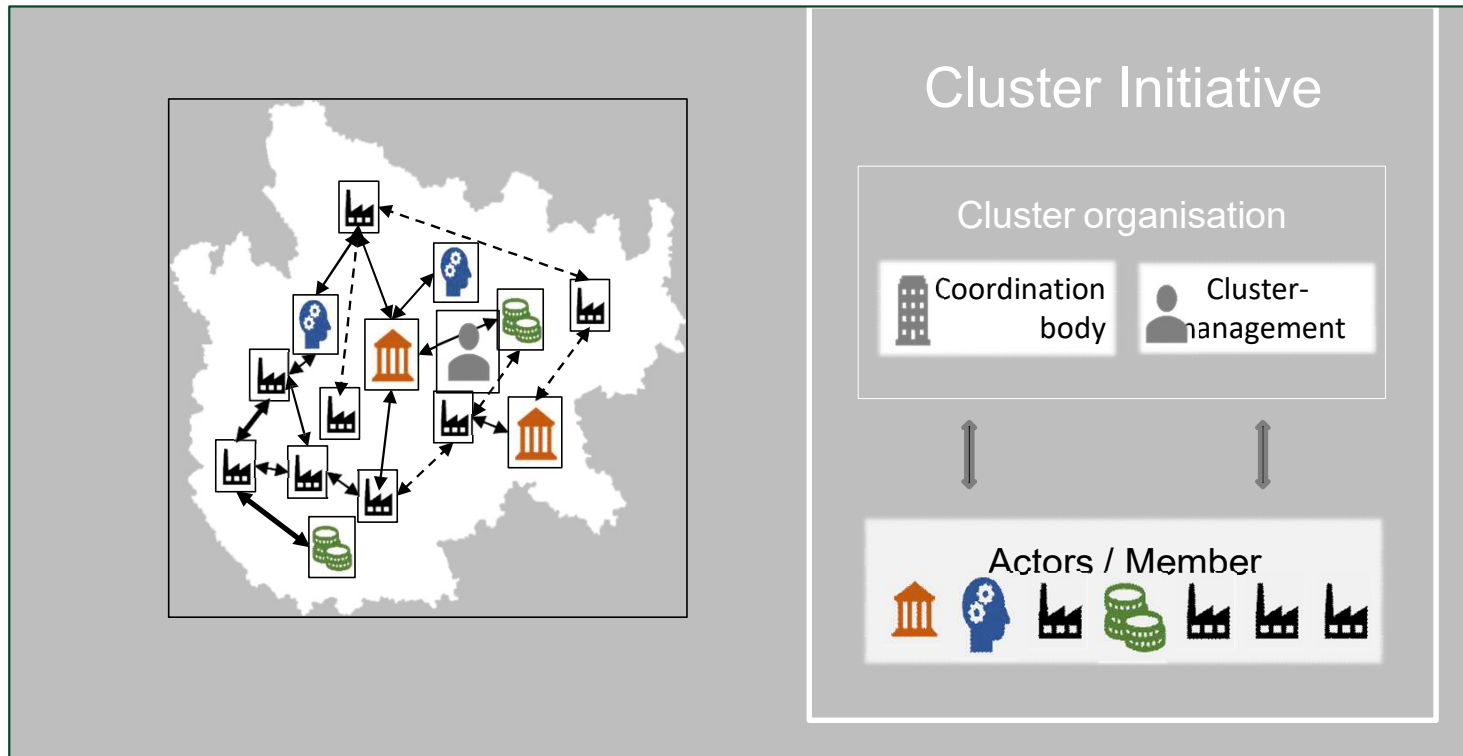 Cluster Initiative
Cluster organisation
Coordination
body
Cluster-
management
Actors / Member